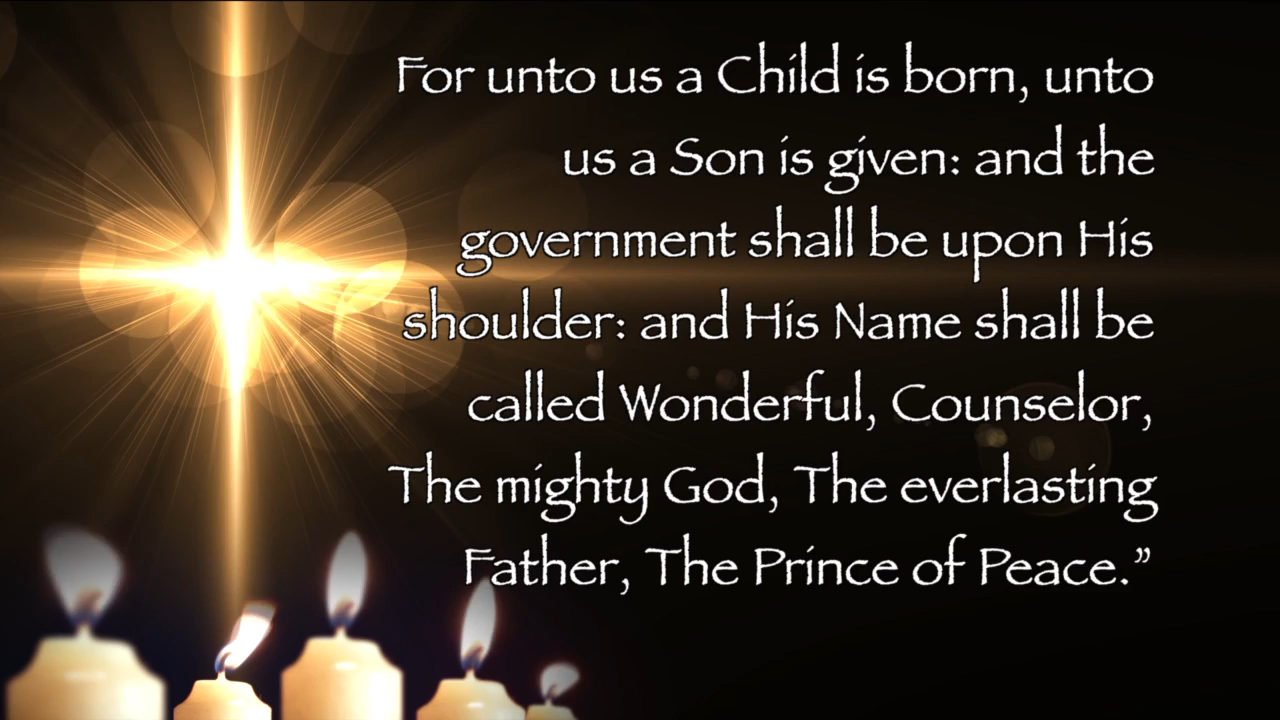 For unto us a Child is born, unto
us a Son is given: and the
government shall be upon His
shoulder: and His Name shall be
called Wonderful, Counselor,
The mighty God, The everlasting
Father, The Prince of Peace.”